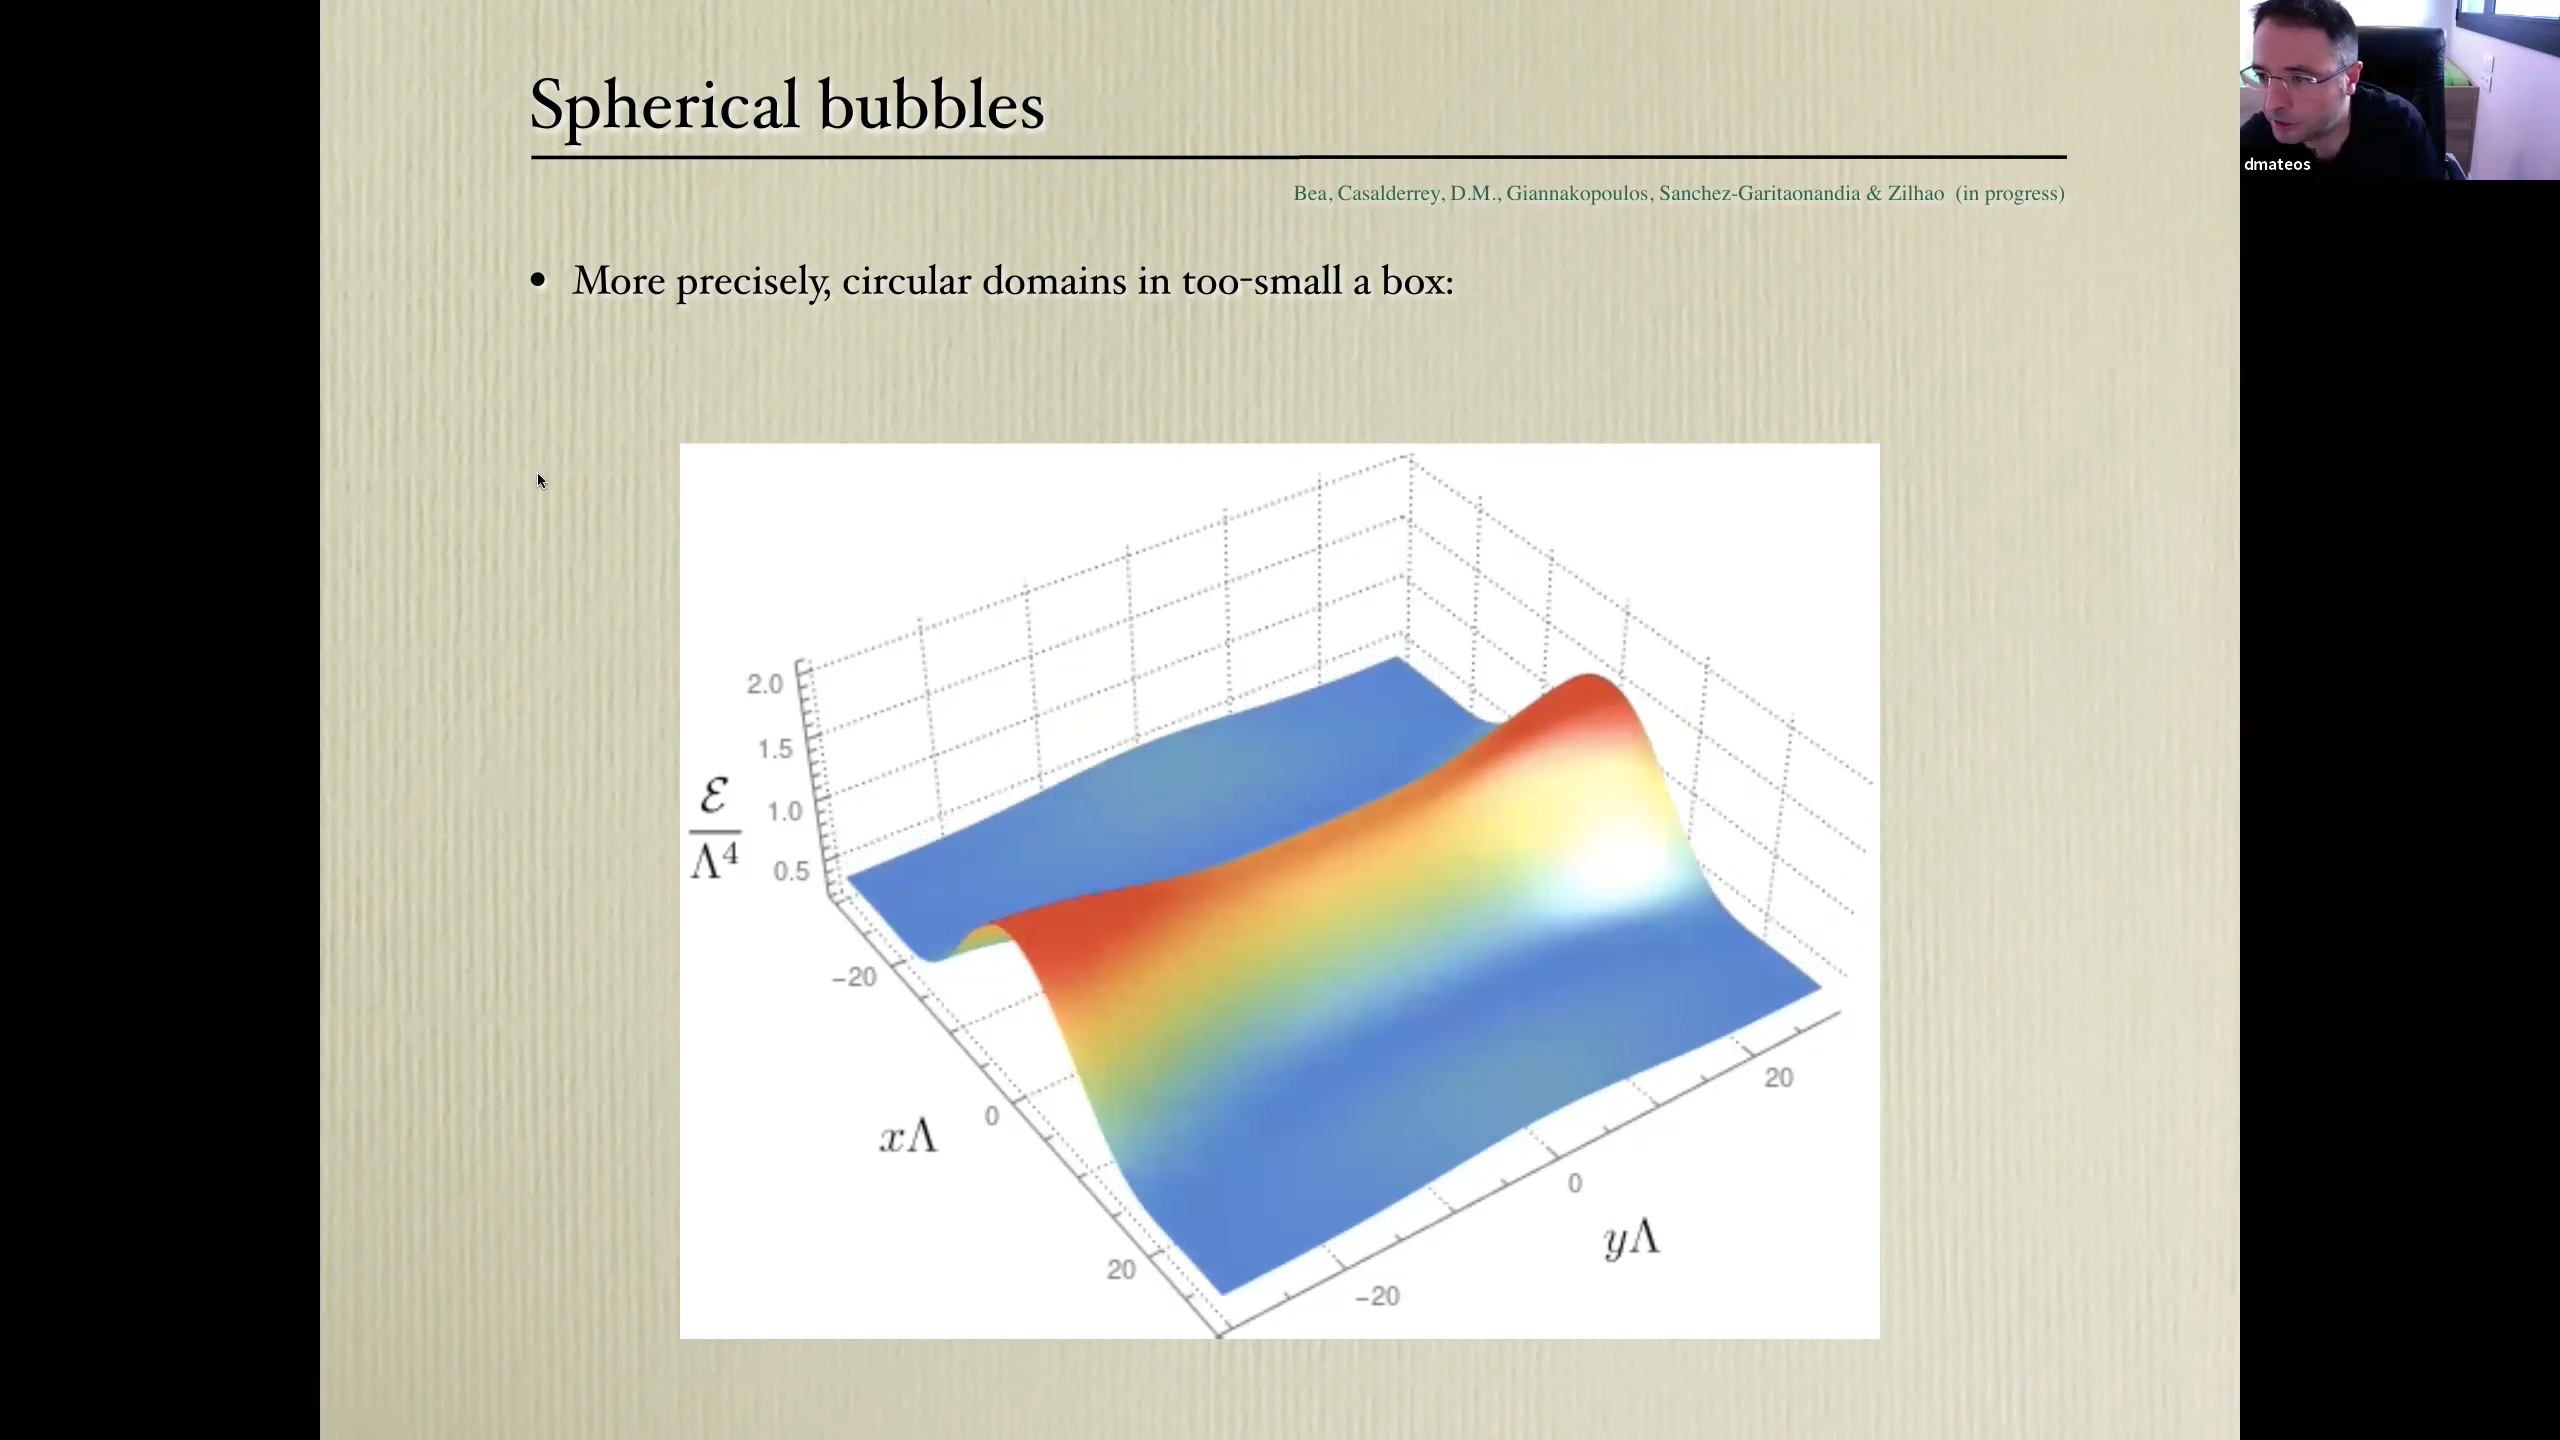 Spherical bubbles
dmateos
Bea, Casalderrey, D.M., Giannakopoulos, Sanchez-Garitaonandia & Zilhao (in progress)
• More precisely, circular domains in too-small a box:
2.0
1.5
1.0
0.5
ℰ
Λ⁴
−20
0
20
xΛ
−20
0
20
yΛ